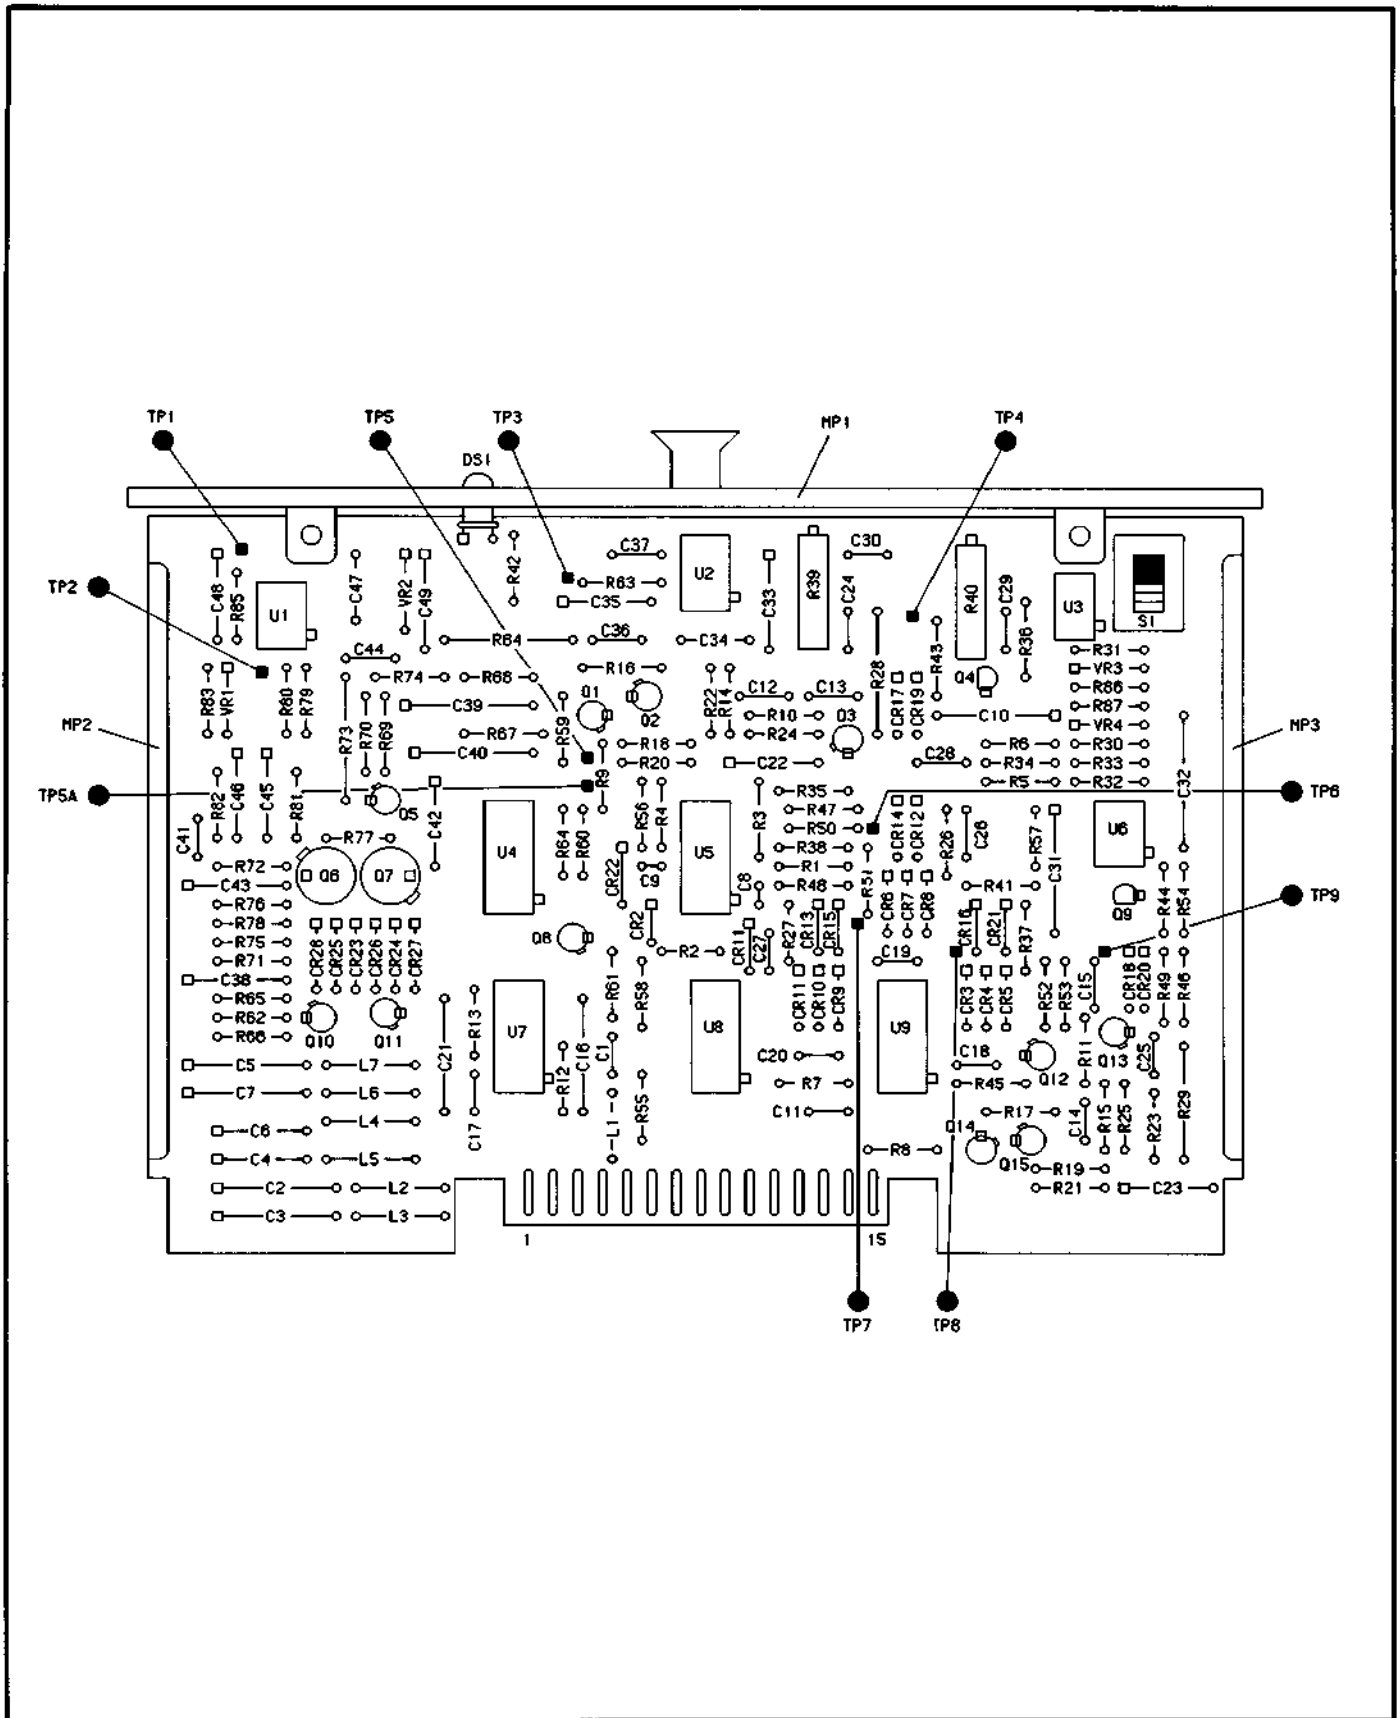 TP1 TP5 TP3 MP1 TP4
DS1
C37 C30
R42 U2 R39 C24 R40 C29 U3
TP2 C48 R85 U1 C47 VR2 C49 R63 C35 C33 R36 S1
R64 C36 C34 R28 R43 R31
C44 R16 Q4 VR3
R83 VR1 R80 R79 R74 R68 Q1 Q2 R22 R14 C12 C13 CR17 CR19 R86
MP2 R73 R70 R69 C39 R59 R10 Q3 C10 R87 MP3
R67 R18 R24 R6 VR4
C40 R20 C22 C28 R34 R30
R9 R5 R33
TP5A R82 C46 C45 R81 Q5 C42 R56 R4 R3 R35 R32 C32 TP6
C41 R77 U4 R64 R60 U5 R47 CR14 CR12 R26 C26 R57 C31 U6
R50
R72 Q6 Q7 CR22 C9 C8 R38 R51
C43 R1 CR6 CR7 CR8 R41 R44 R54
R76 CR2 R48 Q9 TP9
R78 CR26 CR25 CR23 CR26 CR24 CR27 Q8 CR11 C27 R27 CR13 CR15 CR16 CR21 R37
R75 R2 C19
R71 C15 CR18 CR20 R49 R46
C38 R61 R58 CR11 CR10 CR9 CR3 CR4 CR5 R52 R53
R65 R13 U7 U8 U9
R62 Q10 Q11 C21 C16 C1 Q13
R66 C20 C18 Q12 R11 C25
C5 L7 R12 R7 R45 R29
C7 L6 R55 C11 R17 C14 R15 R25 R23
C6 L4 C17 L1 Q14
C4 L5 R8 Q15 R19
C2 L2 R21 C23
C3 L3
1 15
TP7 TP8